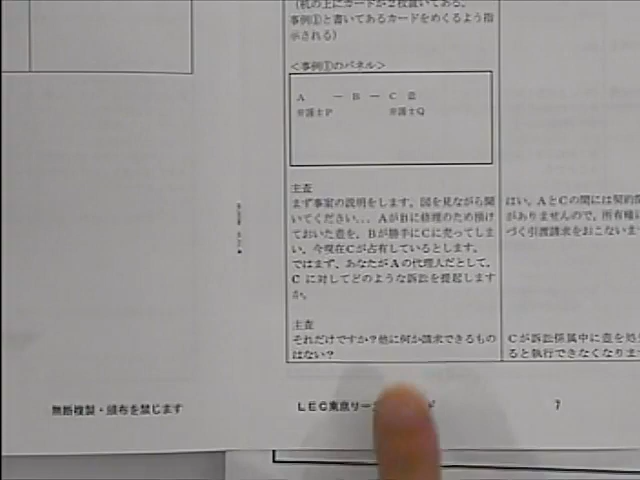 （机の上にカードが２枚置いてある。
事例①と書いてあるカードをめくるよう指
示される）
＜事例①のパネル＞
A － B － C 壺
弁護士P 弁護士Q
主査
まず事案の説明をします。図を見ながら聞
いてください... AがBに修理のため預け
ておいた壺を、Bが勝手にCに売ってしま
い、今現在Cが占有しているとします。
ではまず、あなたがAの代理人だとして、
Cに対してどのような訴訟を提起します
か。
主査
それだけですか？他に何か請求できるもの
はない？
はい。AとCの間には契約関
がありませんので、所有権に
づく引渡請求をおこないま
Cが訴訟係属中に壺を処
ると執行できなくなりま
無断複製・頒布を禁じます
LEC東京リー
7